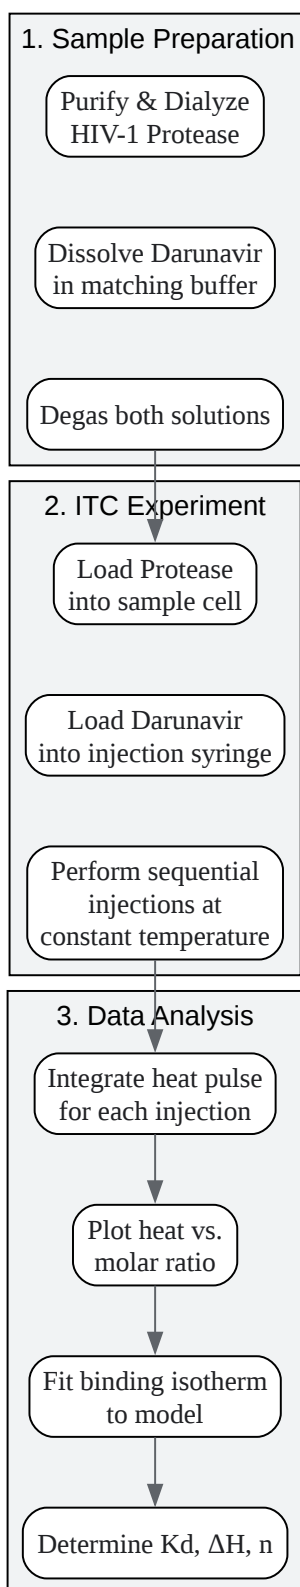 1. Sample Preparation
Purify & Dialyze
HIV-1 Protease
Dissolve Darunavir
in matching buffer
Degas both solutions
2. ITC Experiment
Load Protease
into sample cell
Load Darunavir
into injection syringe
Perform sequential
injections at
constant temperature
3. Data Analysis
Integrate heat pulse
for each injection
Plot heat vs.
molar ratio
Fit binding isotherm
to model
Determine Kd, ΔH, n